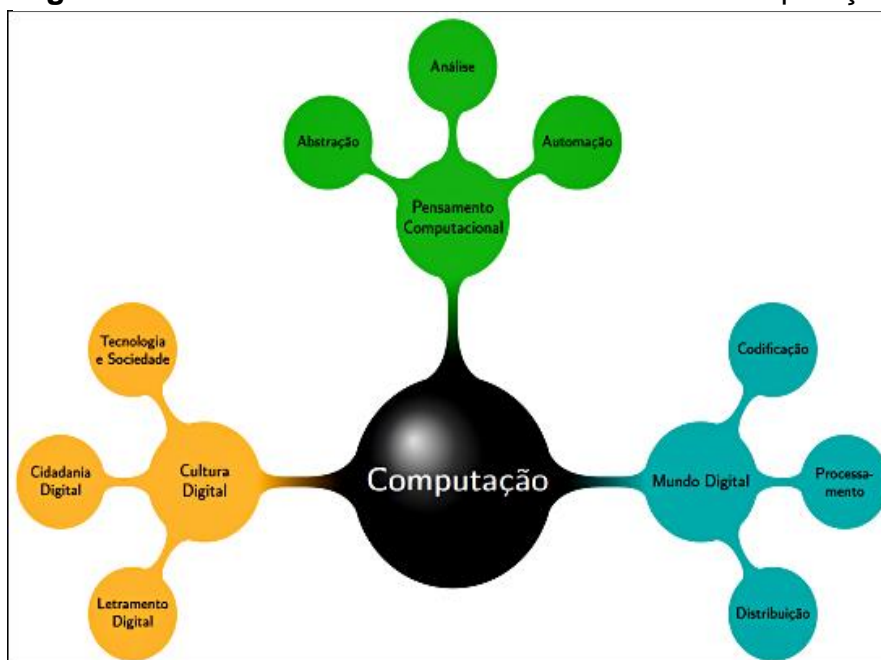 Análise
Abstração
Automação
Pensamento
Computacional
Tecnologia
e Sociedade
Codificação
Cidadania
Digital
Cultura
Digital
Computação
Mundo Digital
Processa-
mento
Letramento
Digital
Distribuição